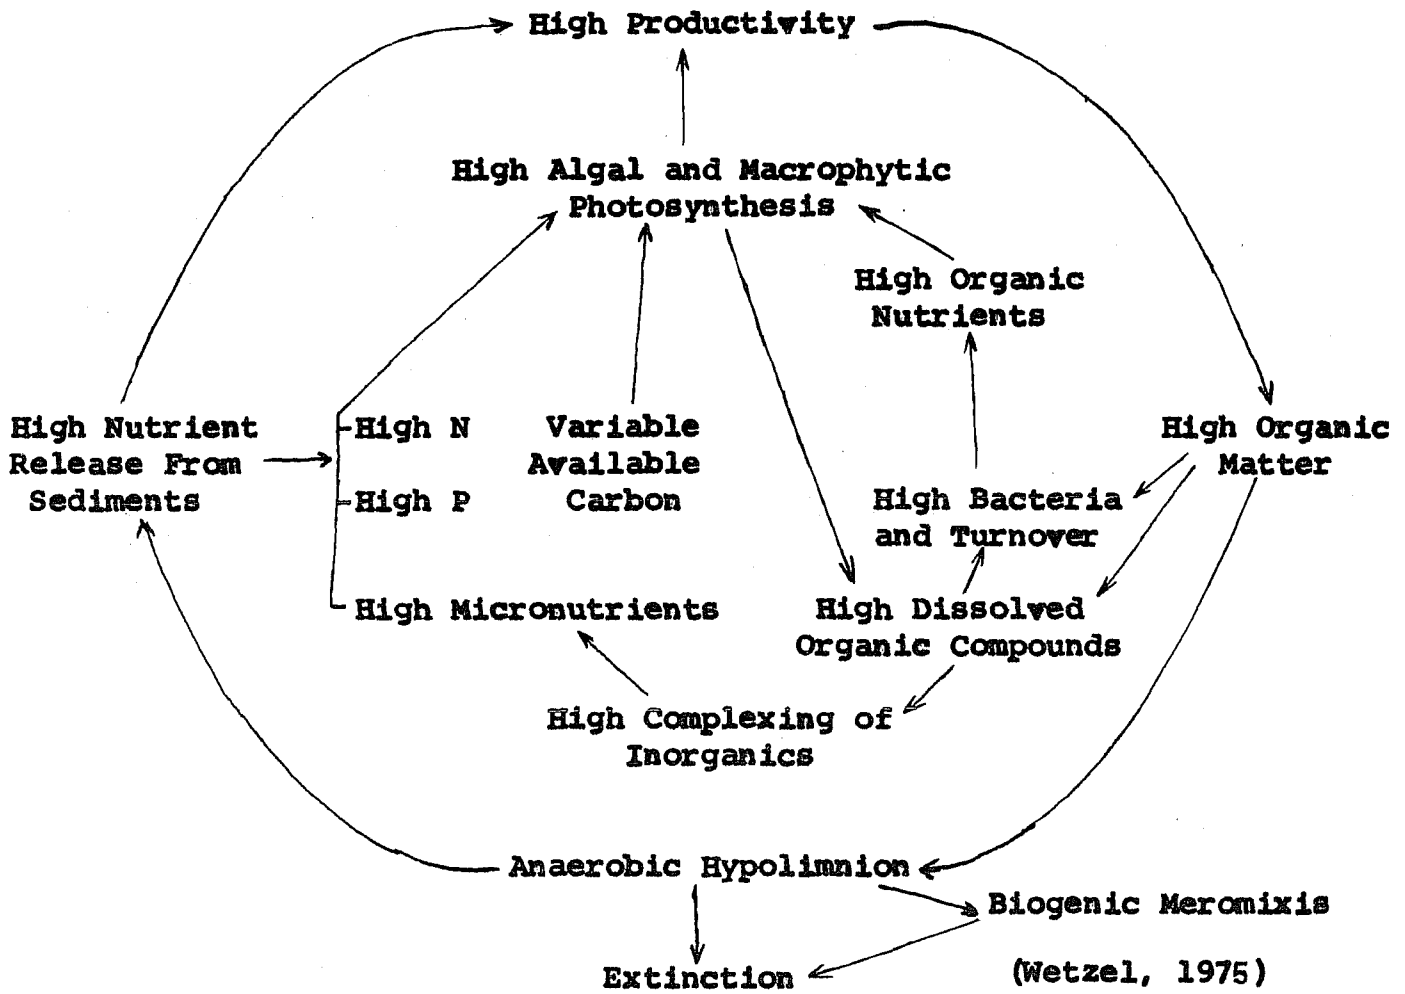 High Productivity
High Algal and Macrophytic
Photosynthesis
High Organic
Nutrients
High Nutrient
Release From
Sediments
High N
High P
High Micronutrients
Variable
Available
Carbon
High Organic
Matter
High Bacteria
and Turnover
High Dissolved
Organic Compounds
High Complexing of
Inorganics
Anaerobic Hypolimnion
Biogenic Meromixis
Extinction
(Wetzel, 1975)